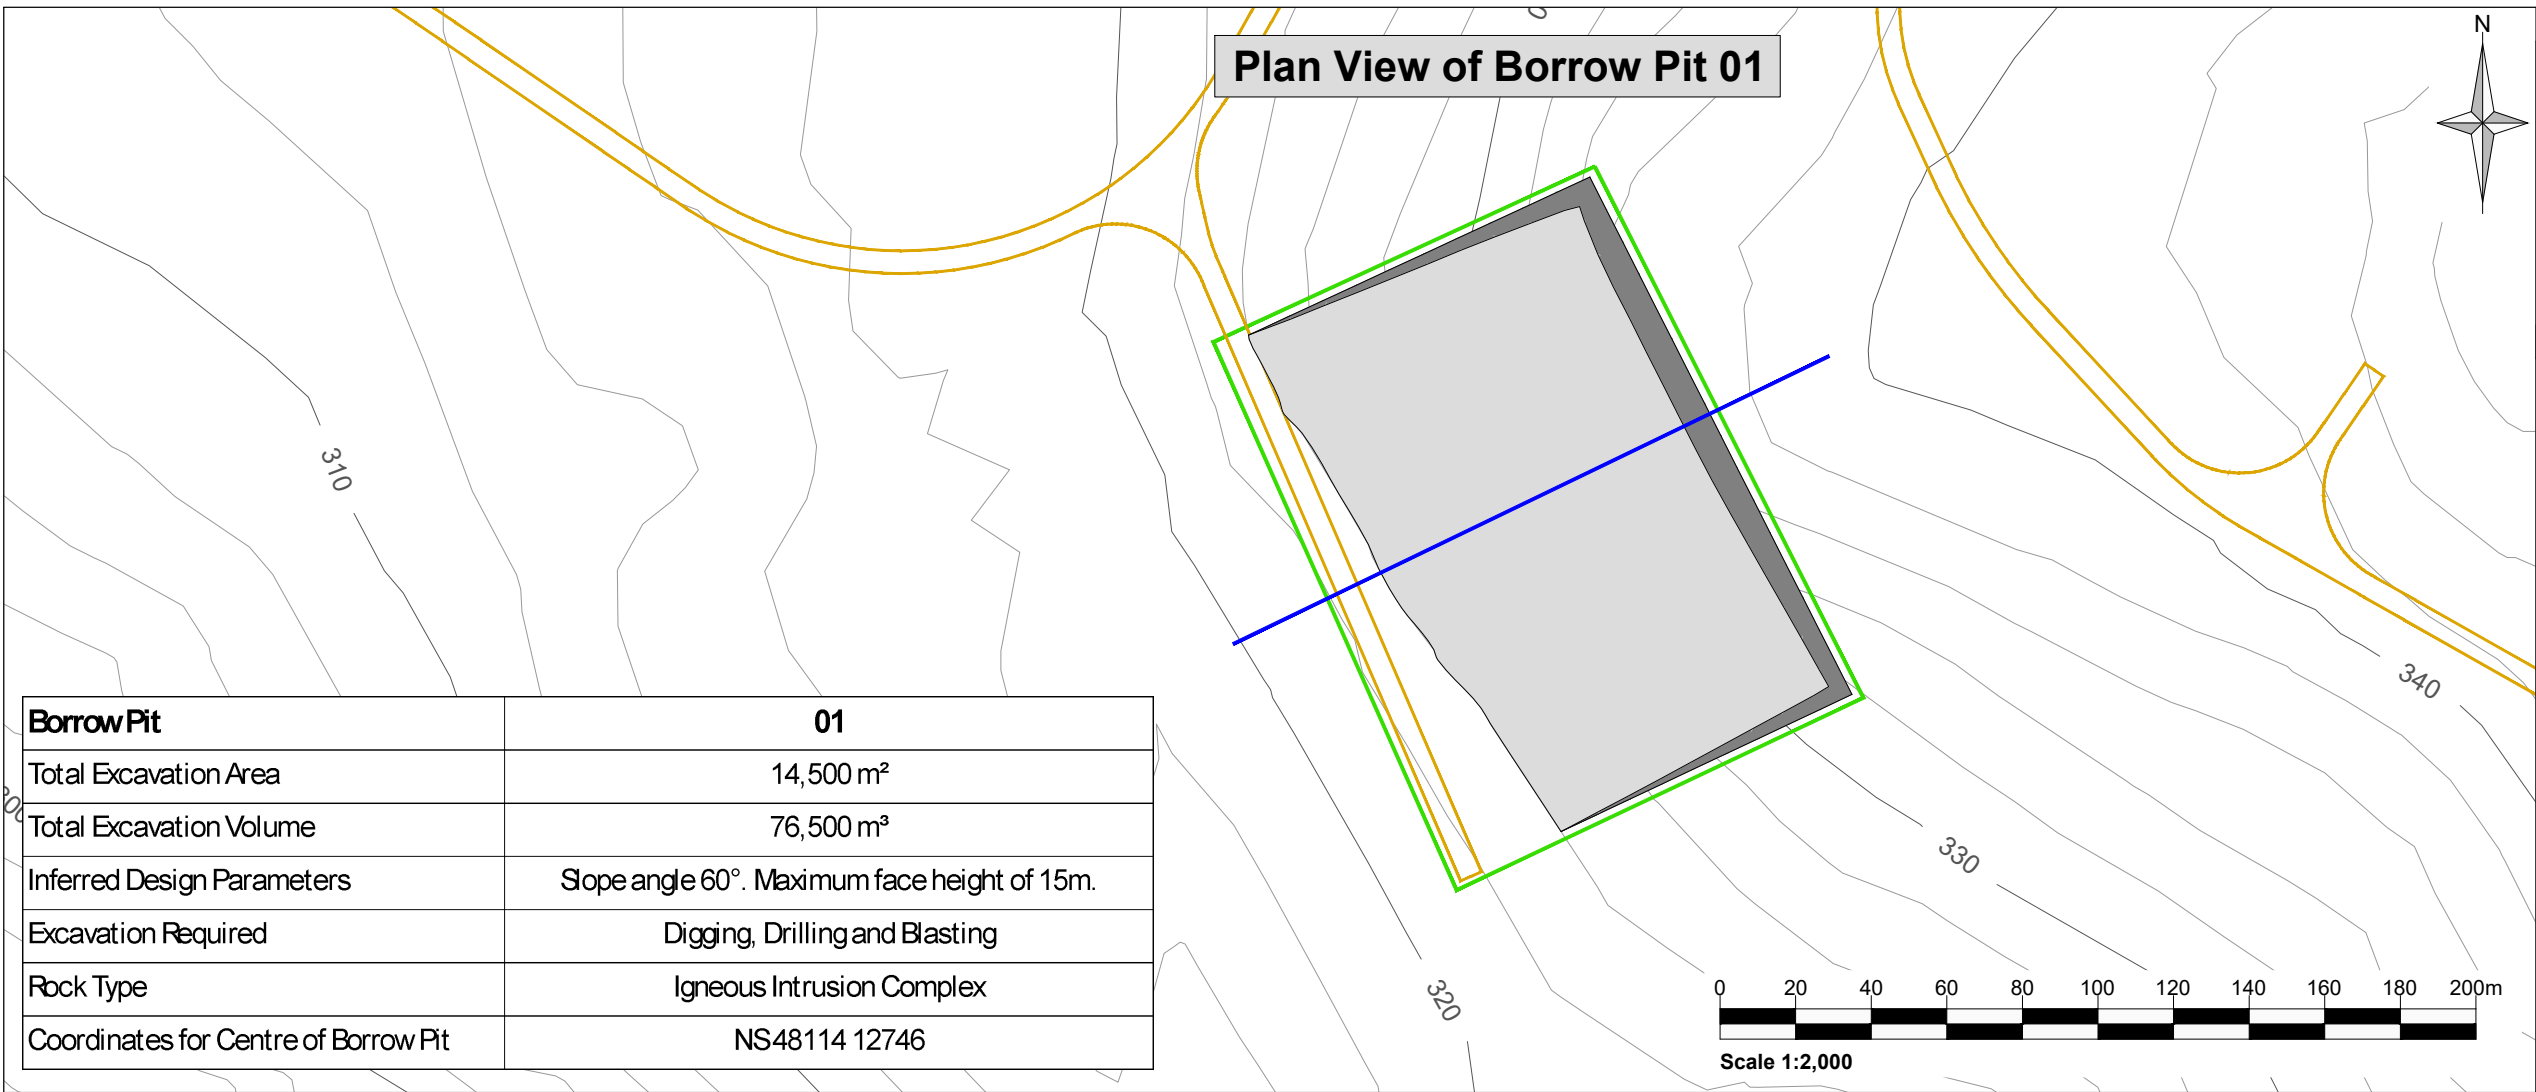 Plan View of Borrow Pit 01
N
310
340
330
320
Borrow Pit 01
Total Excavation Area 14,500 m²
Total Excavation Volume 76,500 m³
Inferred Design Parameters Slope angle 60°. Maximum face height of 15m.
Excavation Required Digging, Drilling and Blasting
Rock Type Igneous Intrusion Complex
Coordinates for Centre of Borrow Pit NS48114 12746
0 20 40 60 80 100 120 140 160 180 200m
Scale 1:2,000